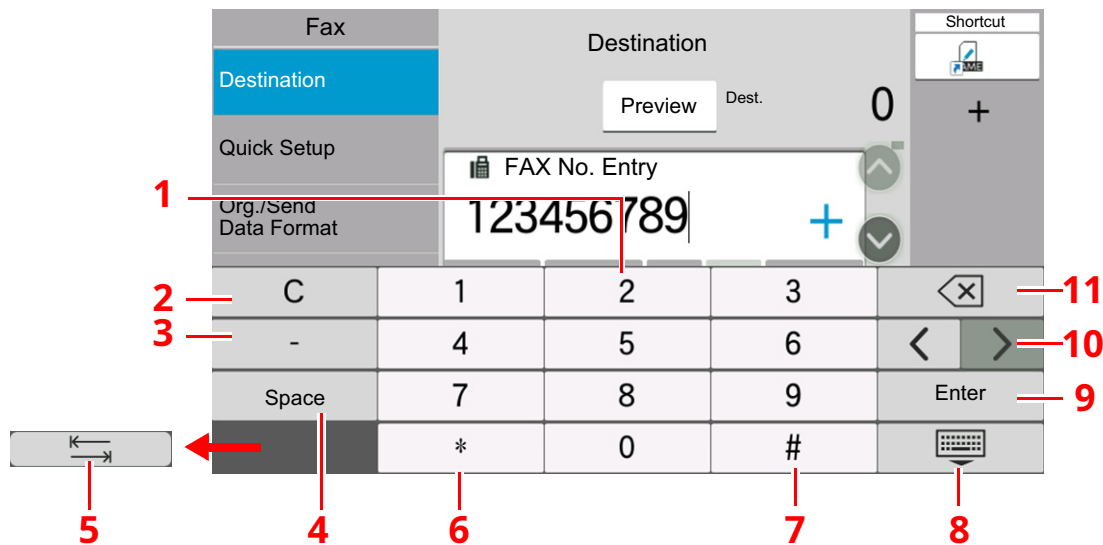 Fax
Destination
Shortcut
Destination
Preview
Dest.
0
AME
+
Quick Setup
FAX No. Entry
1
Org./Send
Data Format
123456789
+
2
C
1
2
3
11
3
-
4
5
6
<
>
10
Space
7
8
9
Enter
9
*
0
#
5
4
6
7
8